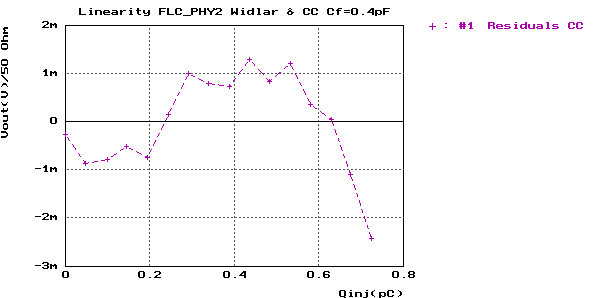 Linearity FLC_PHY2 Widlar & CC Cf=0.4pF
+ : #1 Residuals CC
Vout(V)/50 Ohm
2m
1m
0
-1m
-2m
-3m
0 0.2 0.4 0.6 0.8
Qinj(pC)